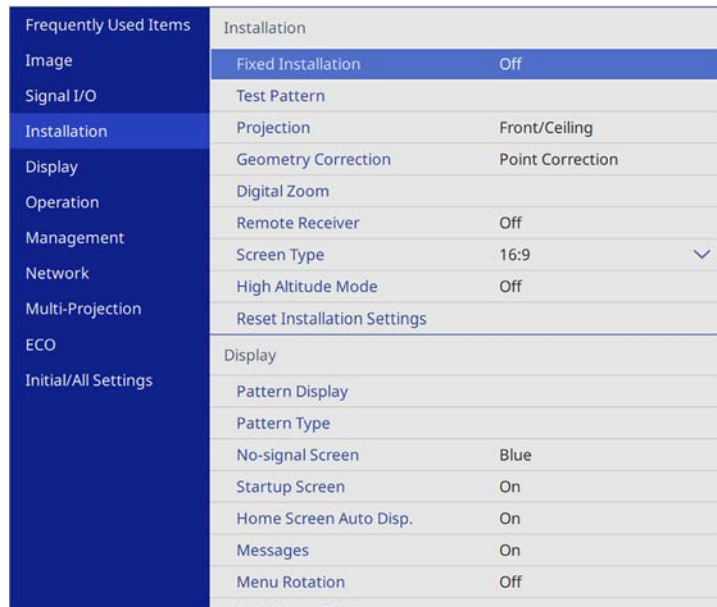 Frequently Used Items
Image
Signal I/O
Installation
Display
Operation
Management
Network
Multi-Projection
ECO
Initial/All Settings
Installation
Fixed Installation Off
Test Pattern
Projection Front/Ceiling
Geometry Correction Point Correction
Digital Zoom
Remote Receiver Off
Screen Type 16:9
High Altitude Mode Off
Reset Installation Settings
Display
Pattern Display
Pattern Type
No-signal Screen Blue
Startup Screen On
Home Screen Auto Disp. On
Messages On
Menu Rotation Off